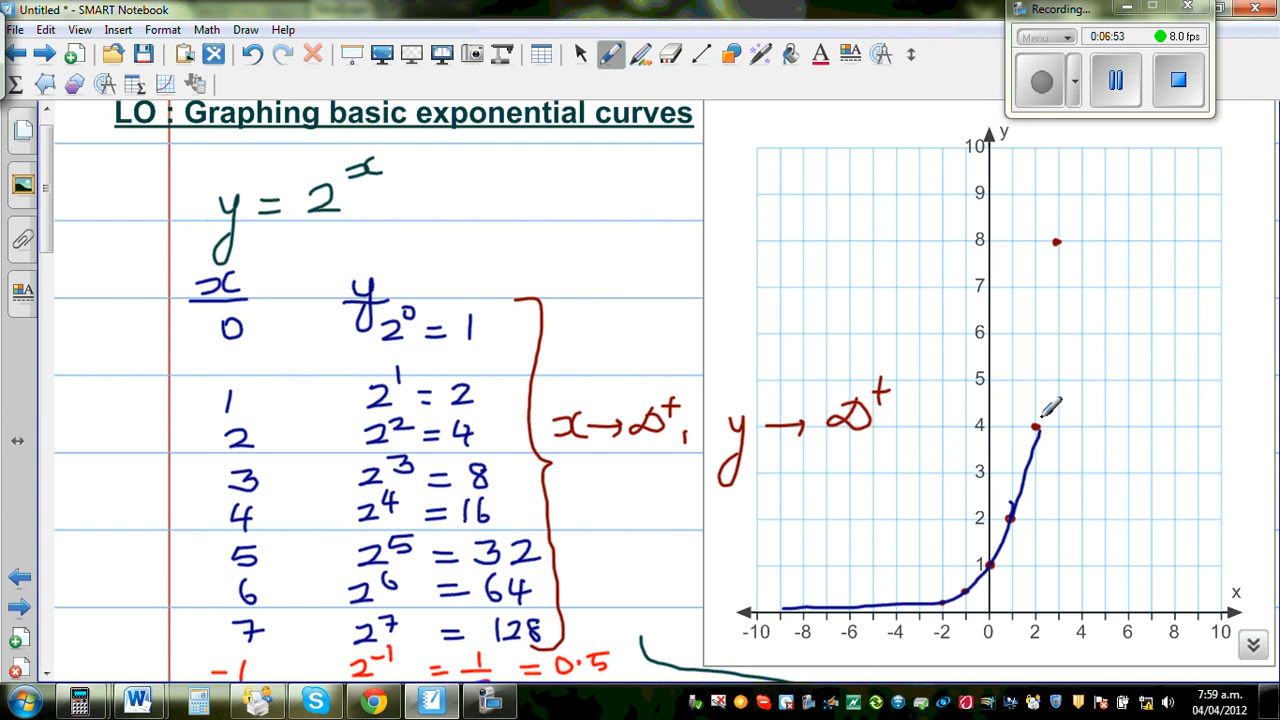 Untitled * - SMART Notebook
Recording...
File Edit View Insert Format Math Draw Help
Menu
0:06:53
8.0 fps
LO : Graphing basic exponential curves
y = 2^x
x y
0 2^0 = 1
1 2^1 = 2
2 2^2 = 4
3 2^3 = 8
4 2^4 = 16
5 2^5 = 32
6 2^6 = 64
7 2^7 = 128
-1 2^-1 = 1 = 0.5
x → ∞+, y → ∞+
y
10
9
8
7
6
5
4
3
2
1
x
-10 -8 -6 -4 -2 0 2 4 6 8 10
7:59 a.m.
04/04/2012